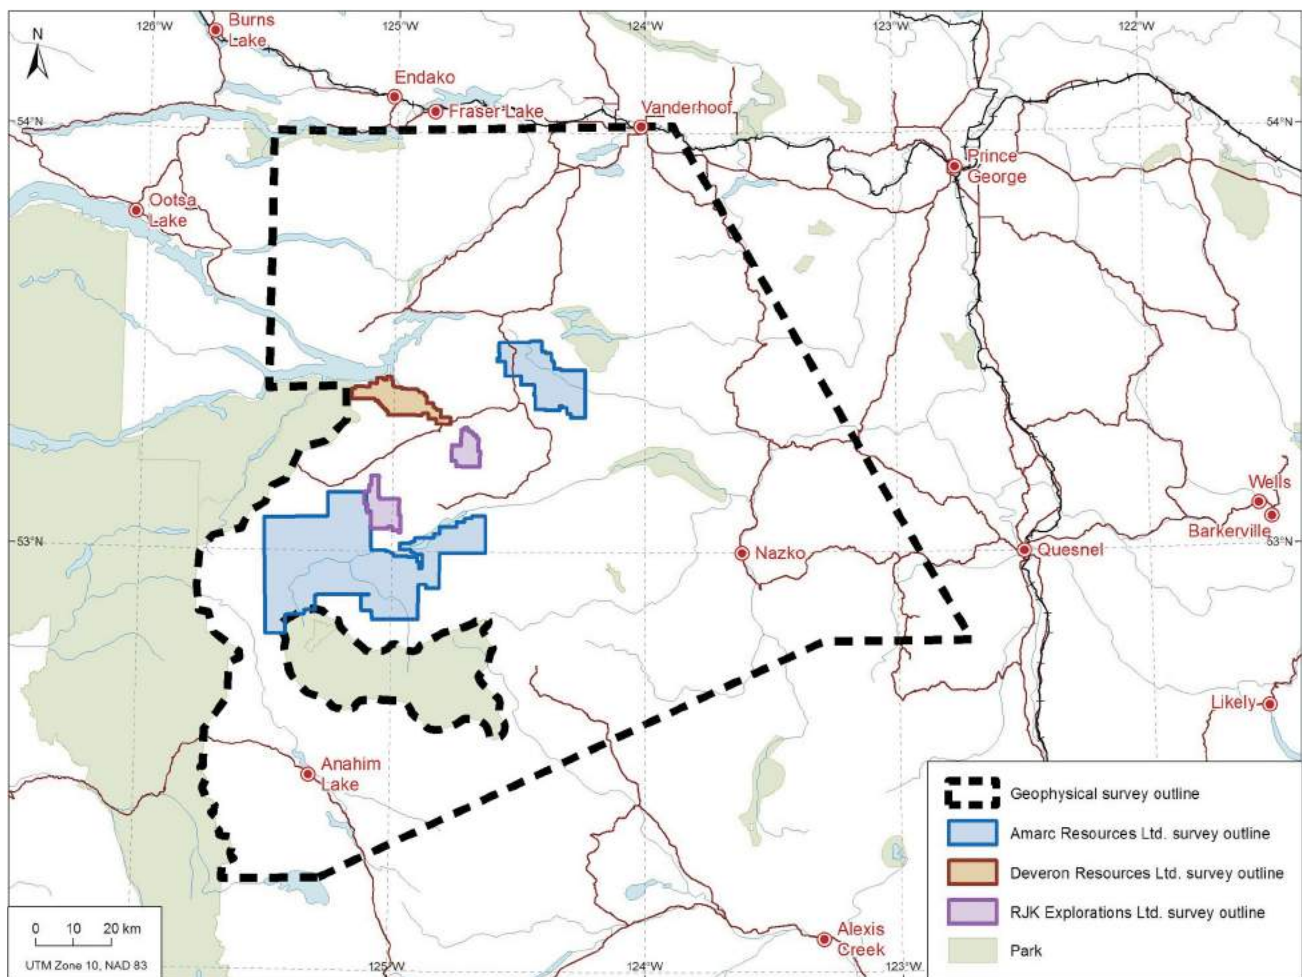 126°W
125°W
124°W
123°W
122°W
N
Burns
Lake
Endako
Fraser Lake
Vanderhoof
54°N
54°N
Prince
George
Ootsa
Lake
Wells
Barkerville
53°N
53°N
Nazko
Quesnel
Likely
Anahim
Lake
Geophysical survey outline
Amarc Resources Ltd. survey outline
Deveron Resources Ltd. survey outline
RJK Explorations Ltd. survey outline
Park
Alexis
Creek
0 10 20 km
UTM Zone 10, NAD 83
125°W
124°W
123°W